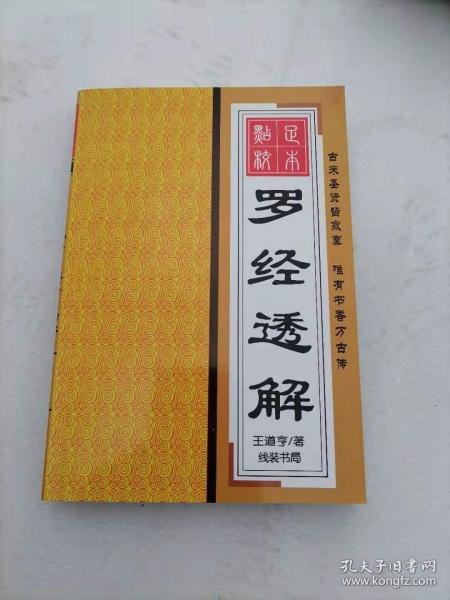 足本
點校
罗经透解
王道亨/著
线装书局
古来圣贤皆寂寞 唯有书香万古传
孔夫子旧书网
www.kongfz.com